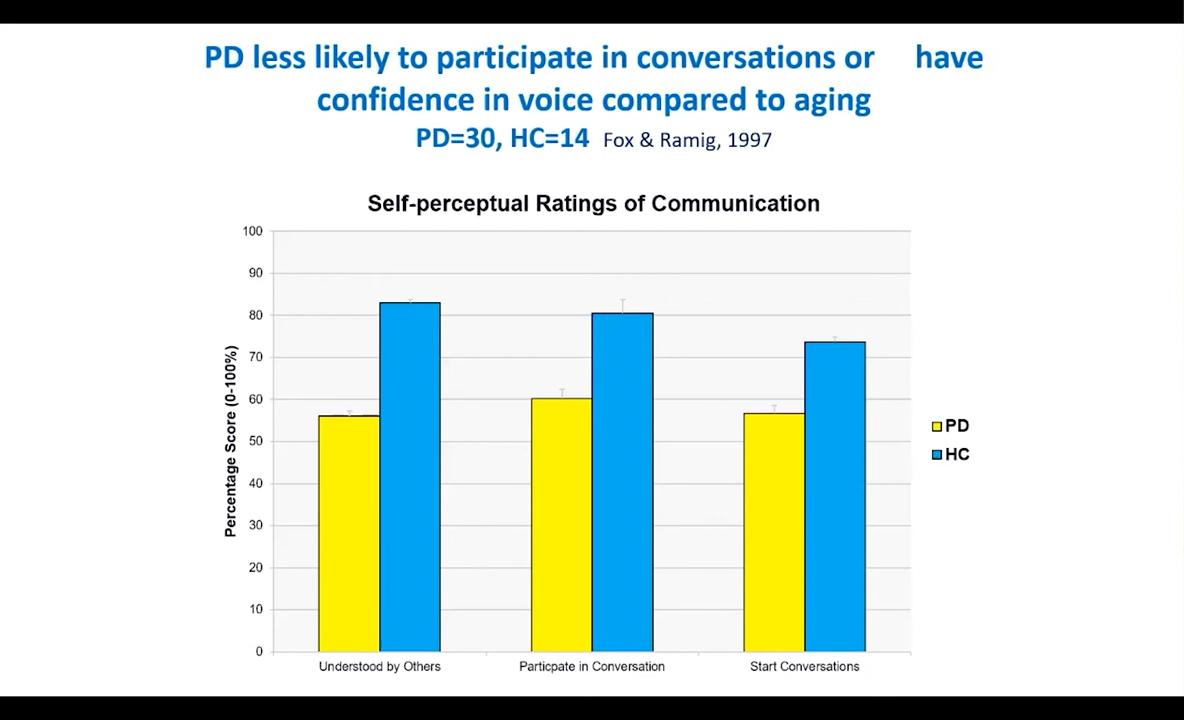 PD less likely to participate in conversations or have
confidence in voice compared to aging
PD=30, HC=14 Fox & Ramig, 1997
Self-perceptual Ratings of Communication
Percentage Score (0-100%)
100
90
80
70
60
50
40
30
20
10
0
Understood by Others
Particpate in Conversation
Start Conversations
PD
HC